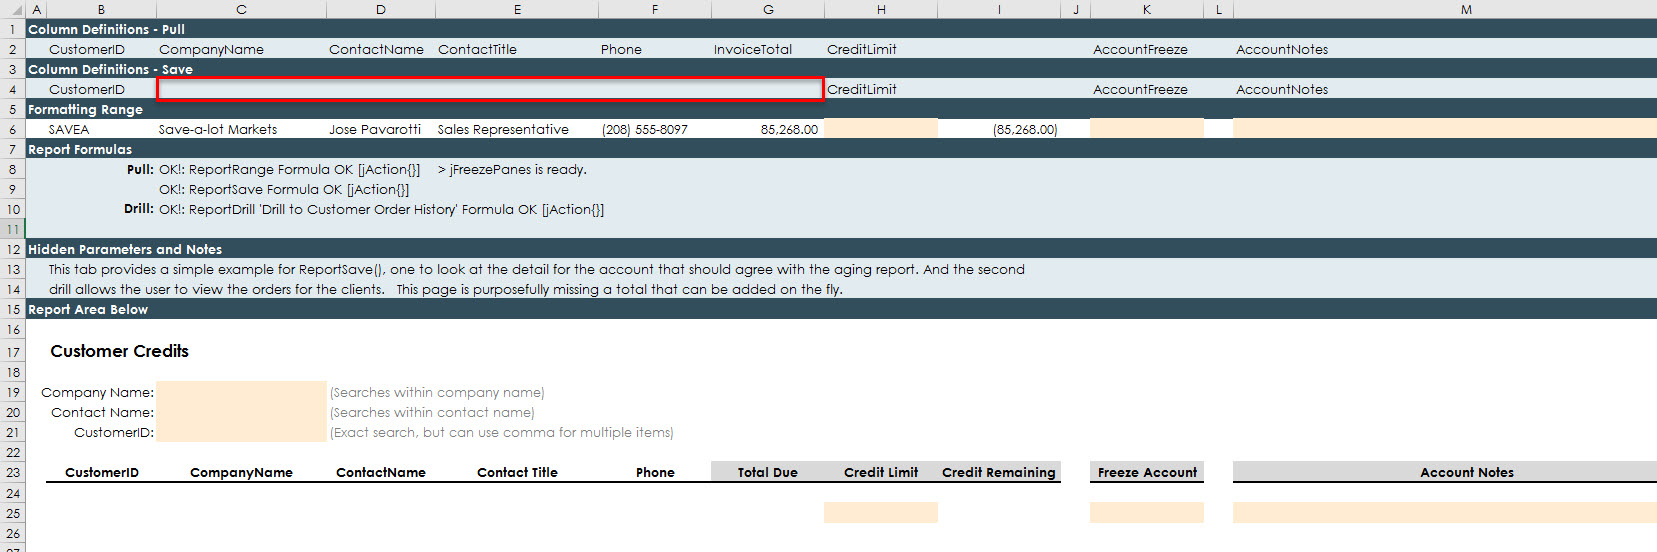 A B C D E F G H I J K L M
1 Column Definitions - Pull
2 CustomerID CompanyName ContactName ContactTitle Phone InvoiceTotal CreditLimit AccountFreeze AccountNotes
3 Column Definitions - Save
4 CustomerID CreditLimit AccountFreeze AccountNotes
5 Formatting Range
6 SAVEA Save-a-lot Markets Jose Pavarotti Sales Representative (208) 555-8097 85,268.00 (85,268.00)
7 Report Formulas
8 Pull: OK!: ReportRange Formula OK [jAction{}] > jFreezePanes is ready.
9 OK!: ReportSave Formula OK [jAction{}]
10 Drill: OK!: ReportDrill 'Drill to Customer Order History' Formula OK [jAction{}]
11
12 Hidden Parameters and Notes
13 This tab provides a simple example for ReportSave(), one to look at the detail for the account that should agree with the aging report. And the second
14 drill allows the user to view the orders for the clients. This page is purposefully missing a total that can be added on the fly.
15 Report Area Below
16
17 Customer Credits
18
19 Company Name: (Searches within company name)
20 Contact Name: (Searches within contact name)
21 CustomerID: (Exact search, but can use comma for multiple items)
22
23 CustomerID CompanyName ContactName Contact Title Phone Total Due Credit Limit Credit Remaining Freeze Account Account Notes
24
25
26